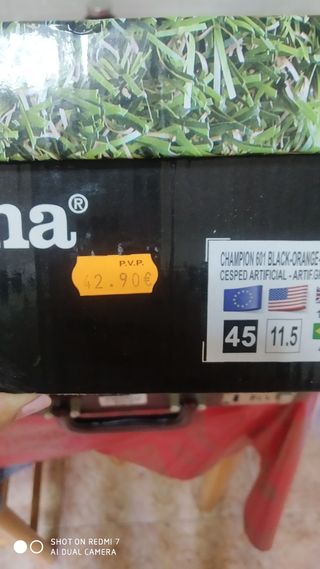 na®
P.V.P.
42.90€
CHAMPION 601 BLACK-ORANGE-
CESPED ARTIFICIAL - ARTIF.G
45
11.5
SHOT ON REDMI 7
AI DUAL CAMERA